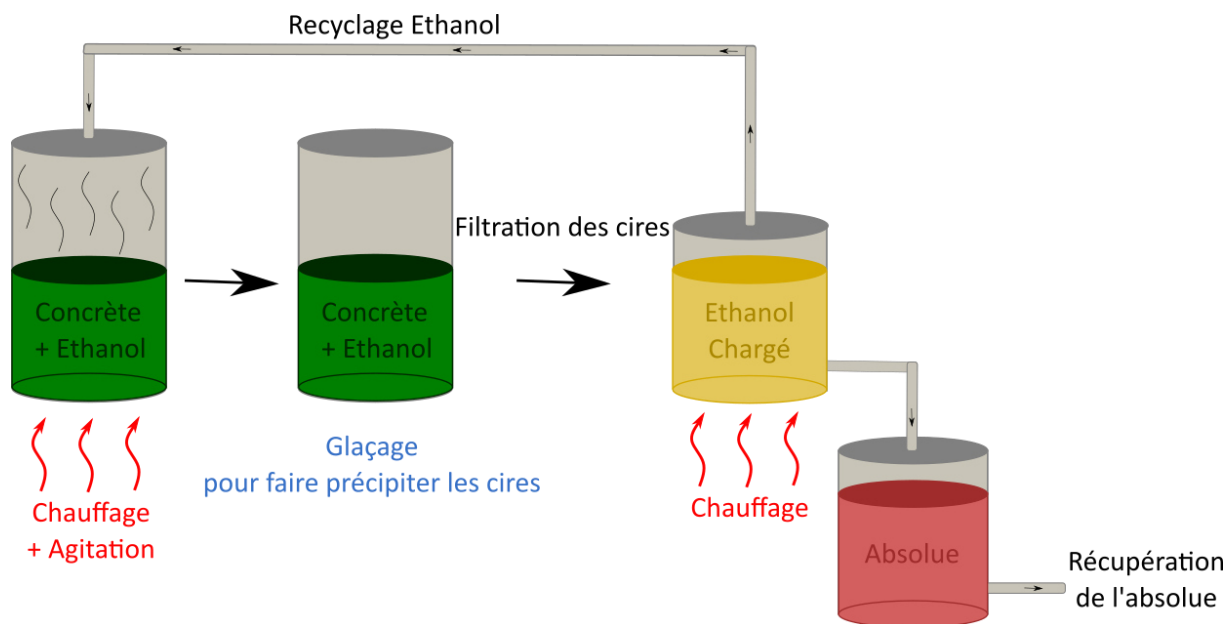 Recyclage Ethanol
Concrète
+ Ethanol
Chauffage
+ Agitation
Concrète
+ Ethanol
Glaçage
pour faire précipiter les cires
Filtration des cires
Ethanol
Chargé
Chauffage
Absolue
Récupération
de l'absolue